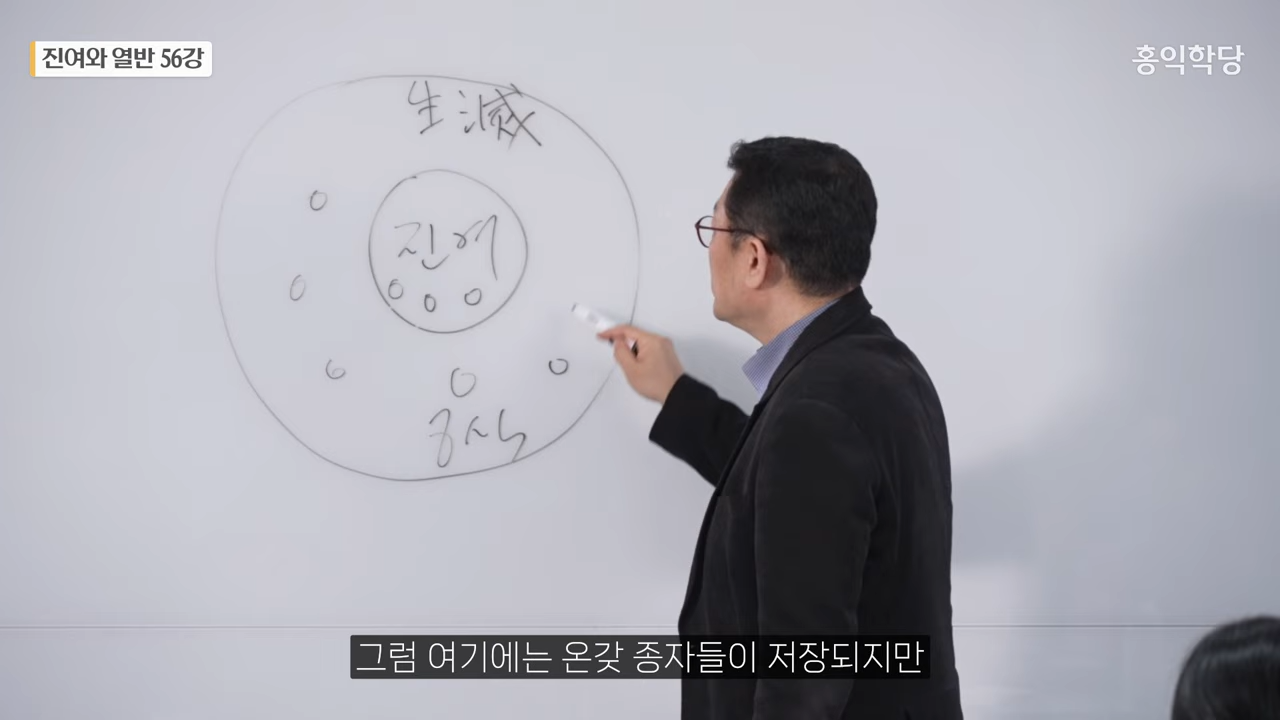 진여와 열반 56강
홍익학당
生滅
진여
그럼 여기에는 온갖 종자들이 저장되지만